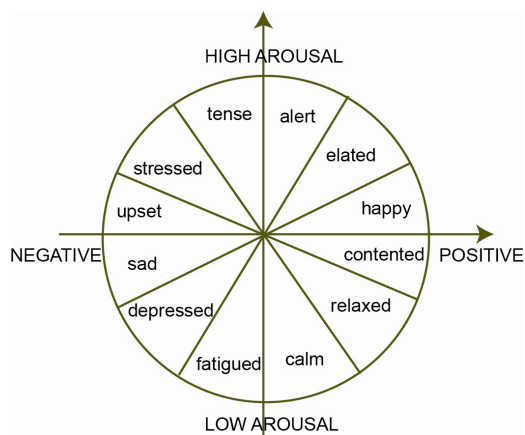 HIGH AROUSAL
tense
alert
stressed
elated
upset
happy
NEGATIVE
POSITIVE
sad
contented
depressed
relaxed
fatigued
calm
LOW AROUSAL